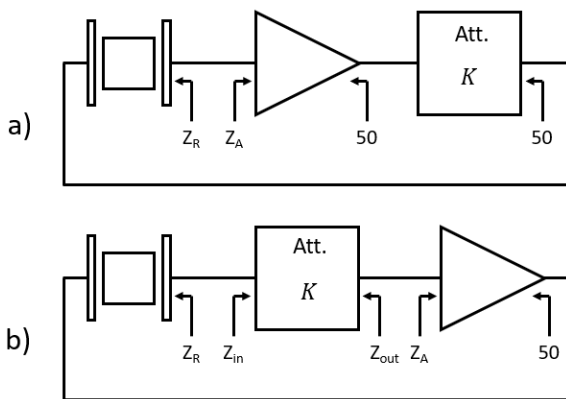 Att.
K
a)
Z_R Z_A 50 50
Att.
K
b)
Z_R Z_in Z_out Z_A 50